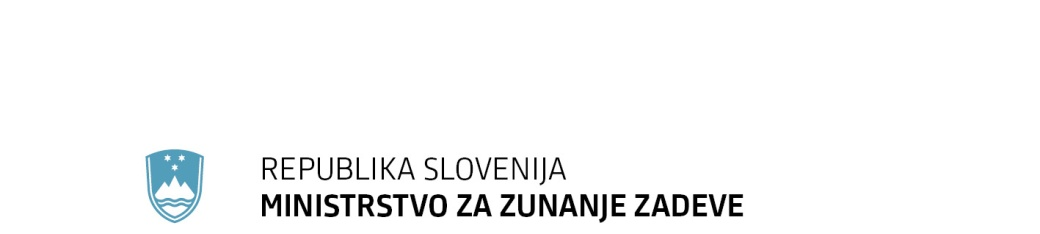 REPUBLIKA SLOVENIJA
MINISTRSTVO ZA ZUNANJE ZADEVE